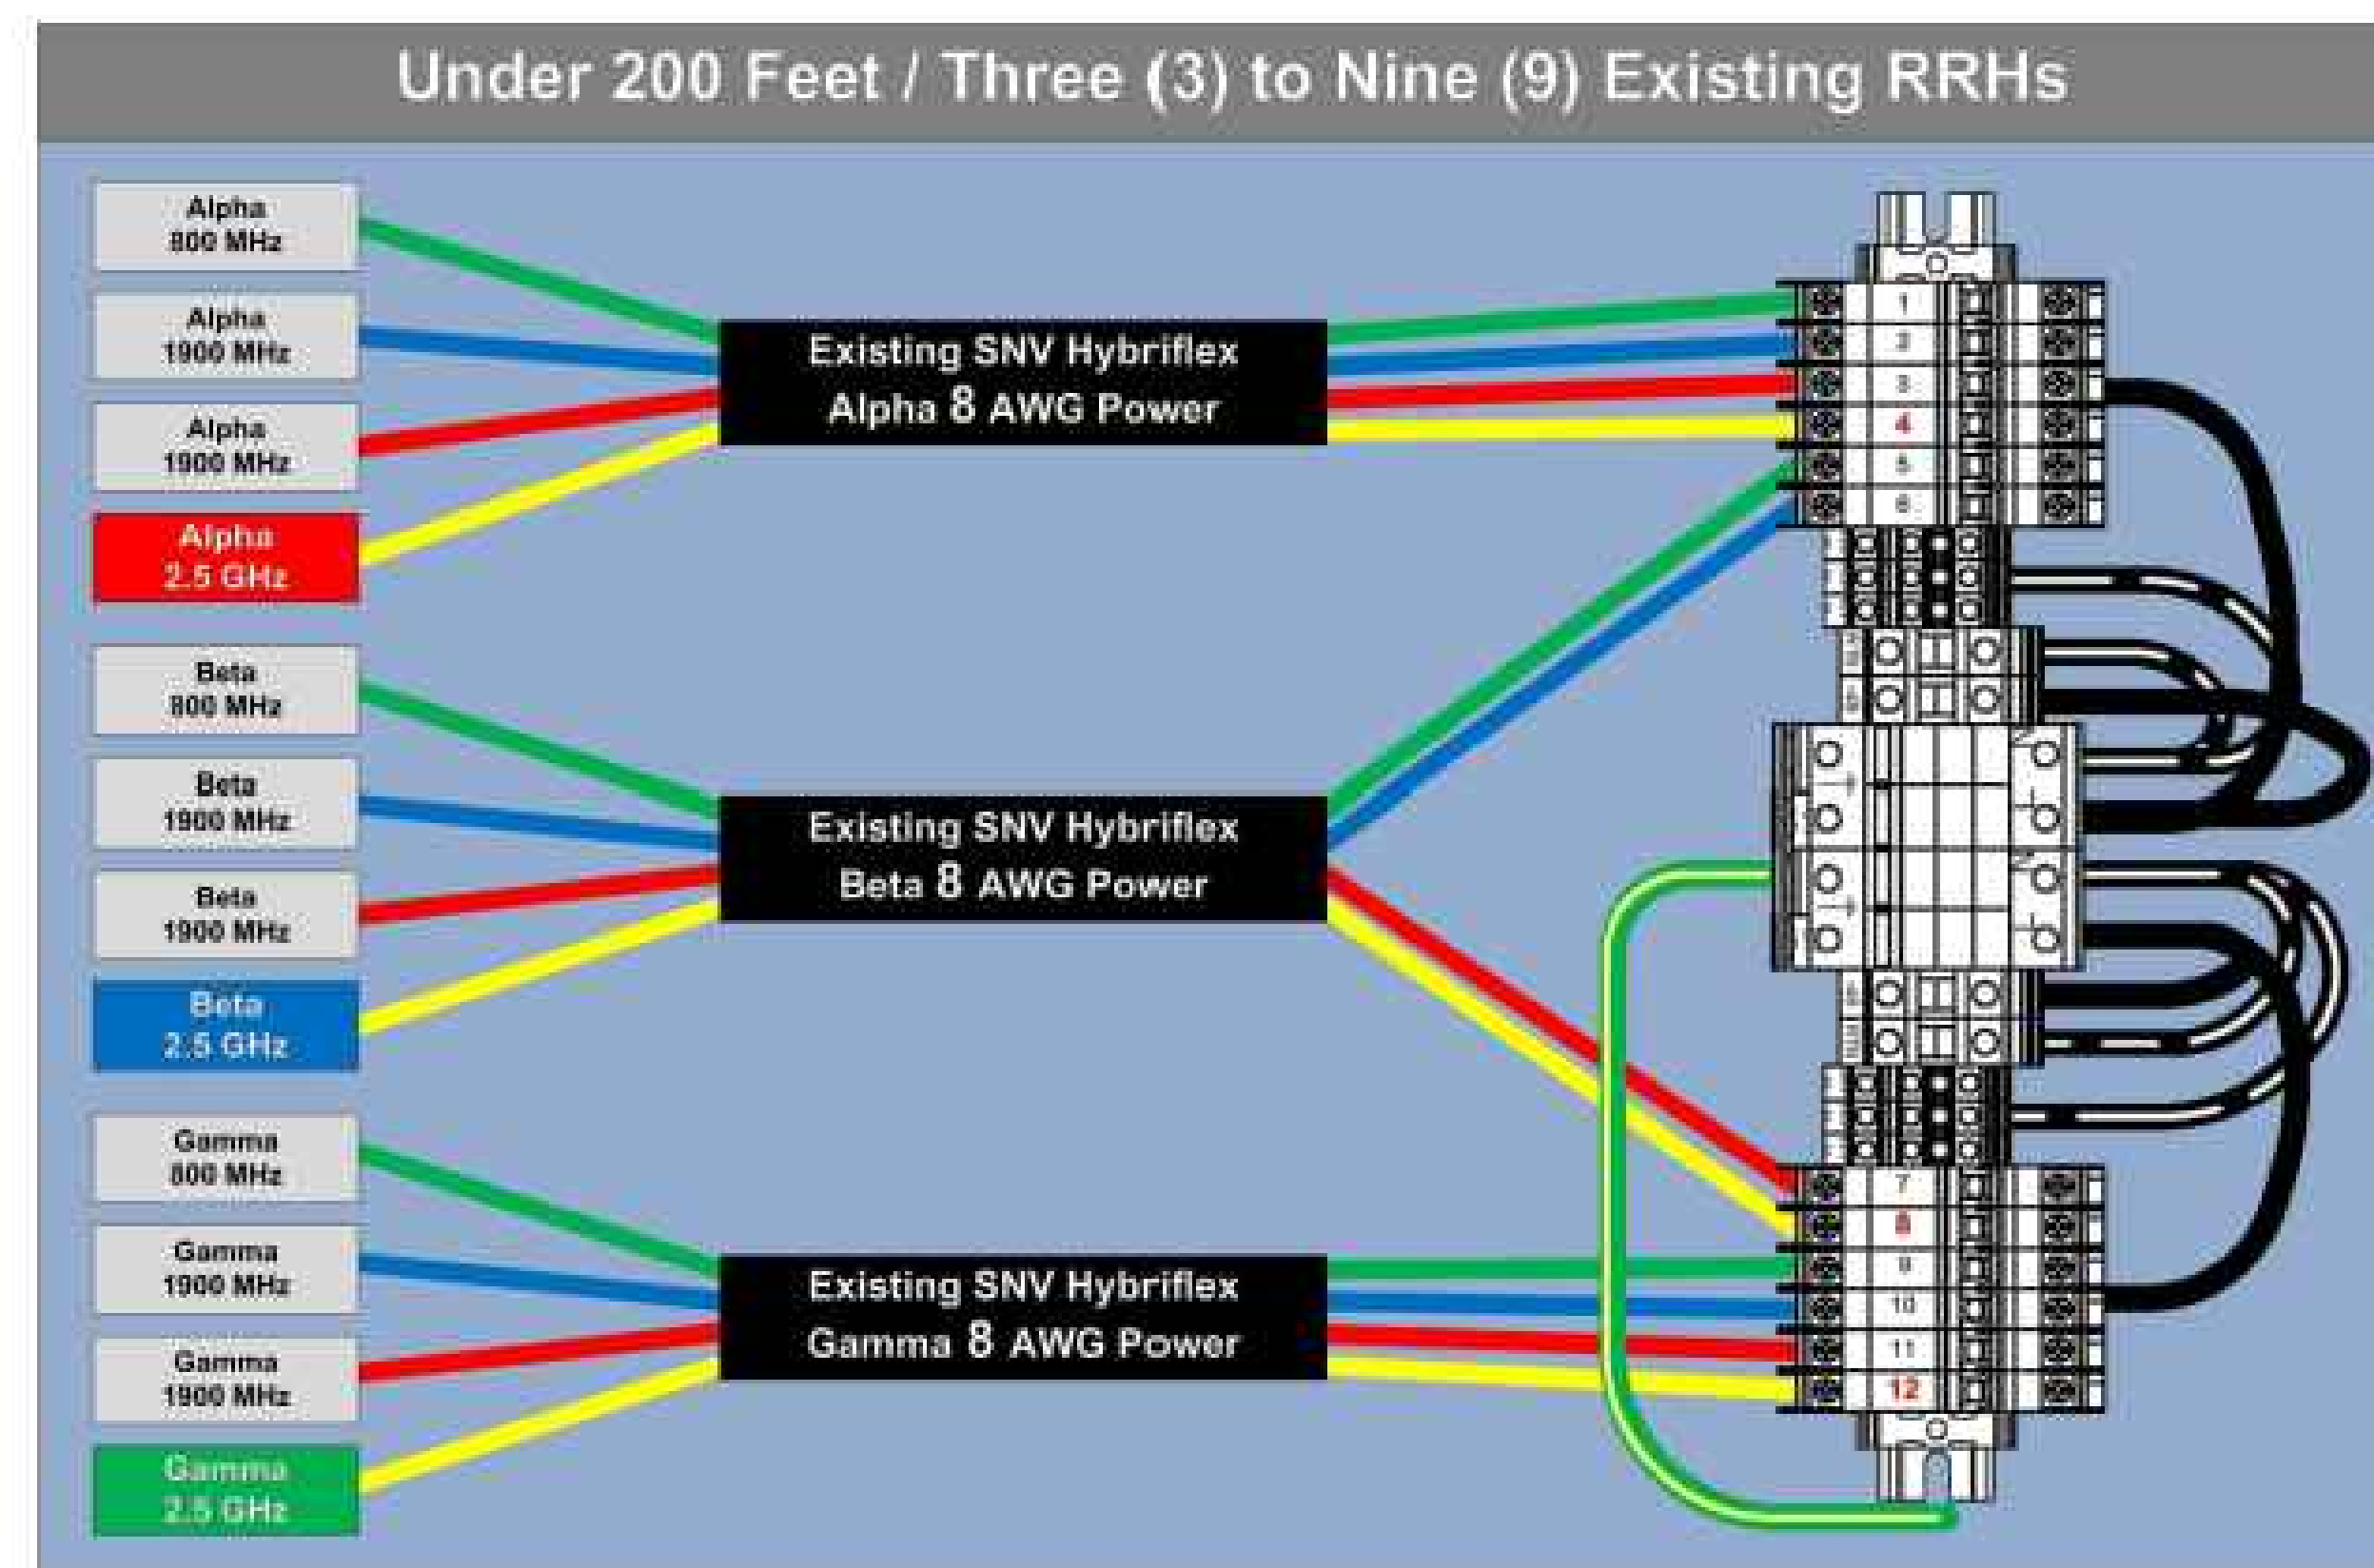 Under 200 Feet / Three (3) to Nine (9) Existing RRHs
Alpha
800 MHz
Alpha
1900 MHz
Alpha
1900 MHz
Alpha
2.5 GHz
Existing SNV Hybriflex
Alpha 8 AWG Power
Beta
800 MHz
Beta
1900 MHz
Beta
1900 MHz
Beta
2.5 GHz
Existing SNV Hybriflex
Beta 8 AWG Power
Gamma
800 MHz
Gamma
1900 MHz
Gamma
1900 MHz
Gamma
2.5 GHz
Existing SNV Hybriflex
Gamma 8 AWG Power
1
2
3
4
5
6
7
8
9
10
11
12